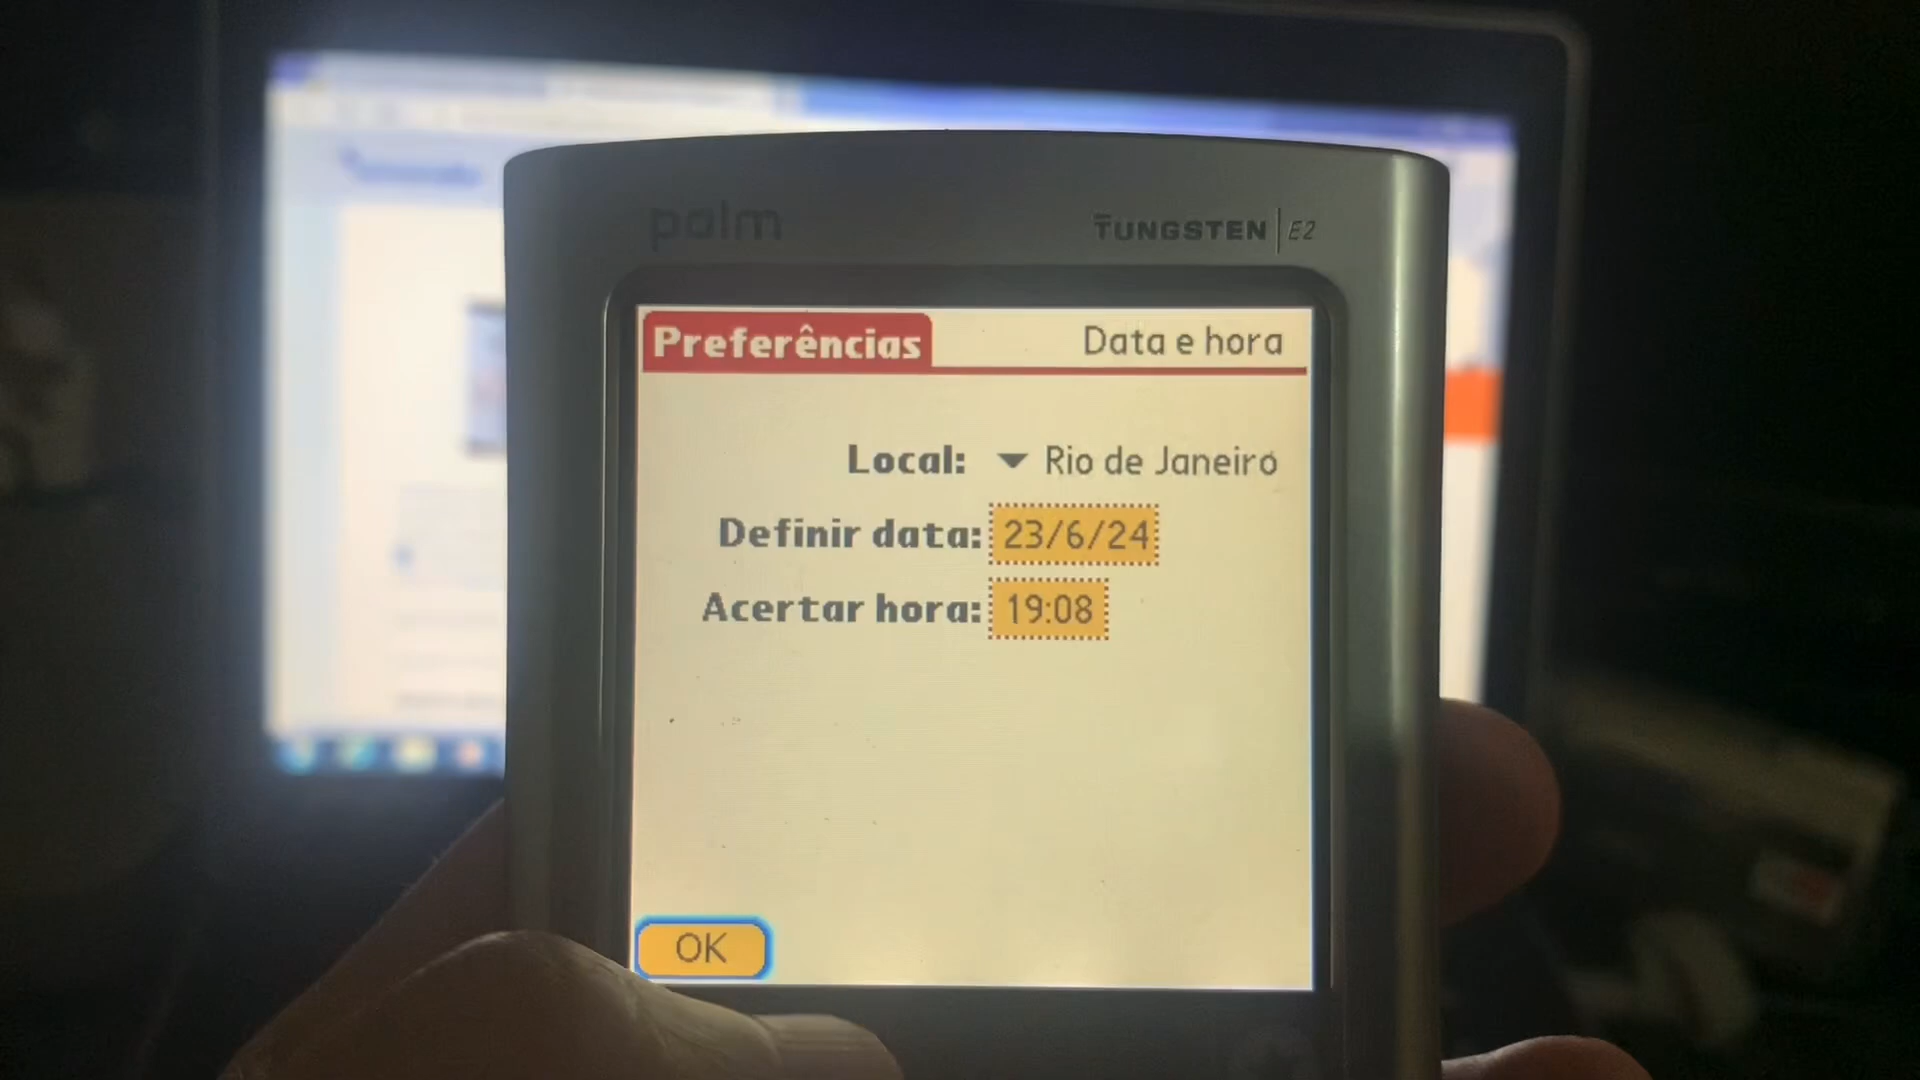 palm
TUNGSTEN | E2
Preferências Data e hora
Local: Rio de Janeiro
Definir data: 23/6/24
Acertar hora: 19:08
OK